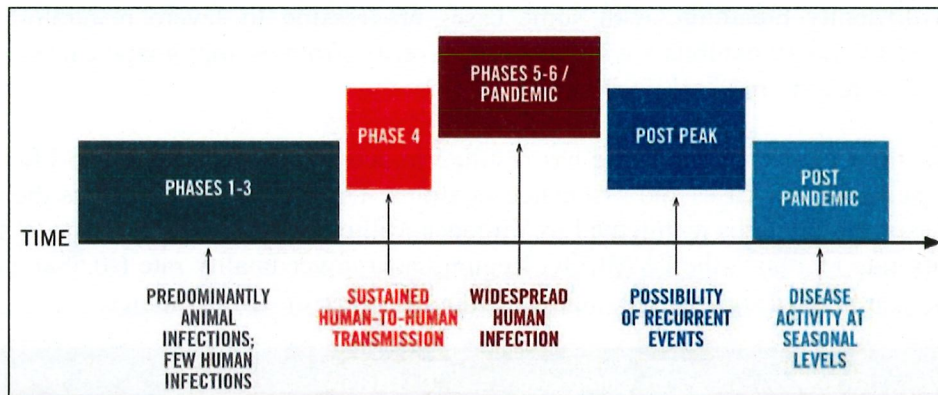 PHASES 5-6 /
PANDEMIC
PHASE 4
POST PEAK
PHASES 1-3
POST
PANDEMIC
TIME
PREDOMINANTLY
ANIMAL
INFECTIONS;
FEW HUMAN
INFECTIONS
SUSTAINED
HUMAN-TO-HUMAN
TRANSMISSION
WIDESPREAD
HUMAN
INFECTION
POSSIBILITY
OF RECURRENT
EVENTS
DISEASE
ACTIVITY AT
SEASONAL
LEVELS